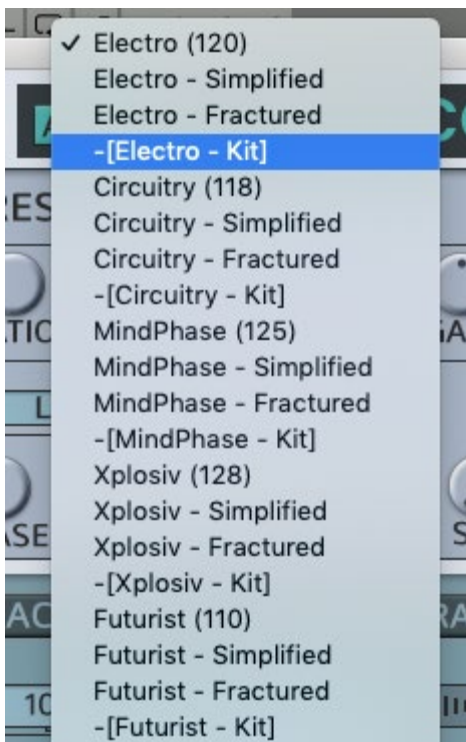 ✓ Electro (120)
Electro - Simplified
Electro - Fractured
-[Electro - Kit]
Circuitry (118)
Circuitry - Simplified
Circuitry - Fractured
-[Circuitry - Kit]
MindPhase (125)
MindPhase - Simplified
MindPhase - Fractured
-[MindPhase - Kit]
Xplosiv (128)
Xplosiv - Simplified
Xplosiv - Fractured
-[Xplosiv - Kit]
Futurist (110)
Futurist - Simplified
Futurist - Fractured
-[Futurist - Kit]